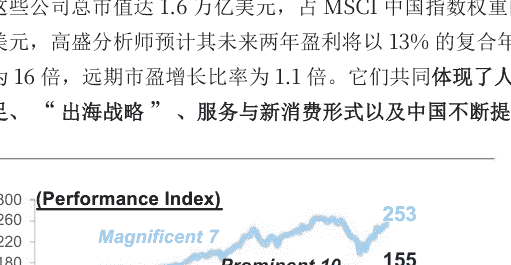 这些公司总市值达 1.6 万亿美元，占 MSCI 中国指数权重
美元，高盛分析师预计其未来两年盈利将以 13% 的复合年
为 16 倍，远期市盈增长比率为 1.1 倍。它们共同体现了人
足、 “ 出海战略 ” 、服务与新消费形式以及中国不断提
300 (Performance Index)
260 253
Magnificent 7
220
Prominent 10 155
180